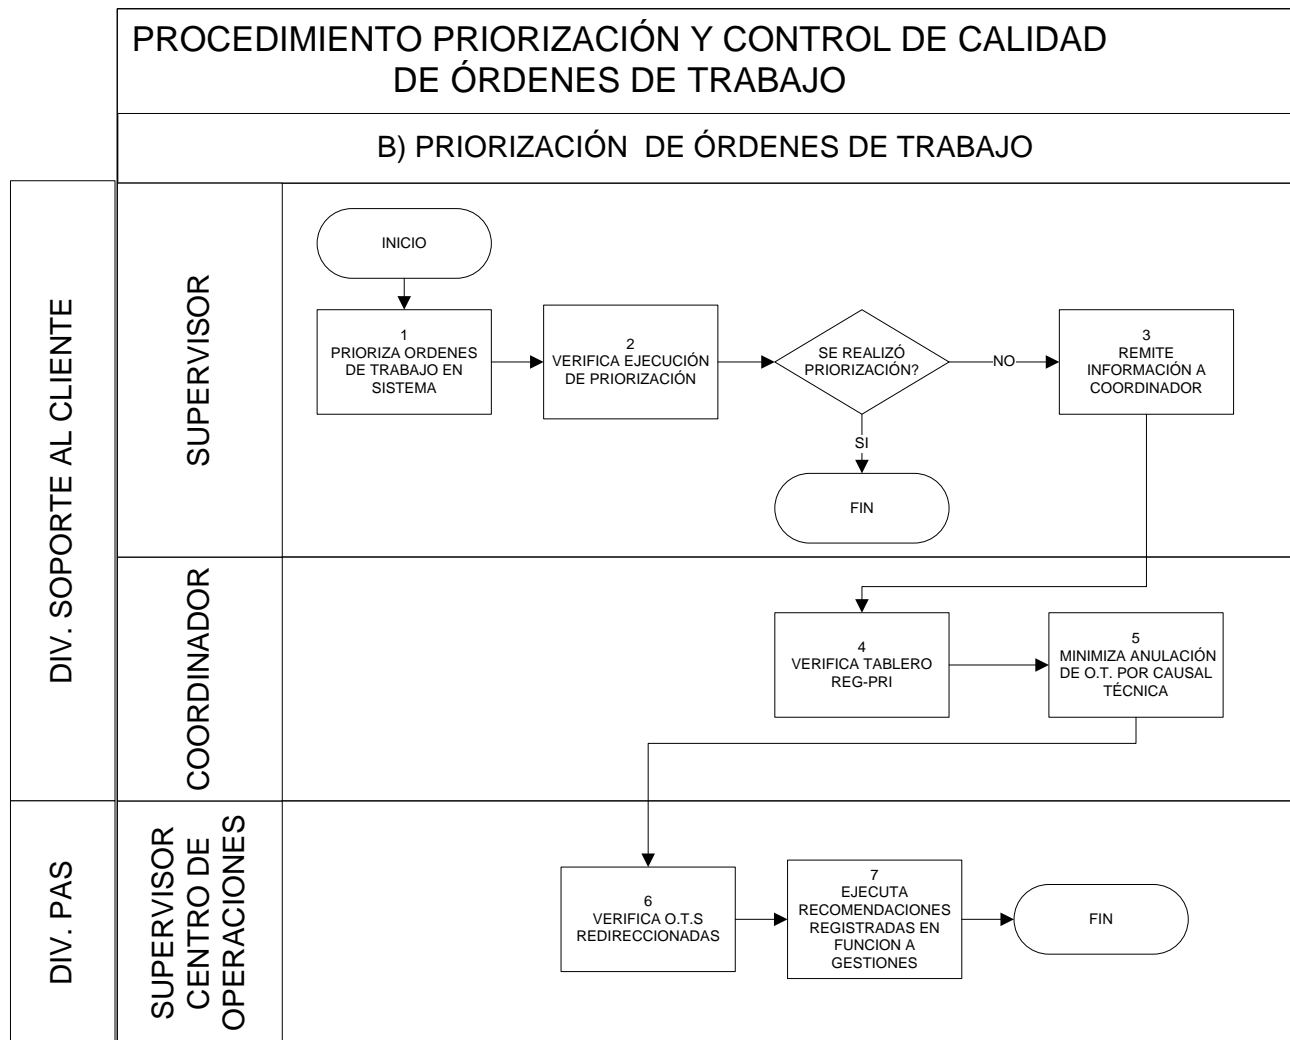 PROCEDIMIENTO PRIORIZACIÓN Y CONTROL DE CALIDAD
DE ÓRDENES DE TRABAJO
B) PRIORIZACIÓN DE ÓRDENES DE TRABAJO
DIV. SOPORTE AL CLIENTE
SUPERVISOR
INICIO
1
PRIORIZA ORDENES
DE TRABAJO EN
SISTEMA
2
VERIFICA EJECUCIÓN
DE PRIORIZACIÓN
SE REALIZÓ
PRIORIZACIÓN?
NO
3
REMITE
INFORMACIÓN A
COORDINADOR
SI
FIN
COORDINADOR
4
VERIFICA TABLERO
REG-PRI
5
MINIMIZA ANULACIÓN
DE O.T. POR CAUSAL
TÉCNICA
DIV. PAS
SUPERVISOR
CENTRO DE
OPERACIONES
6
VERIFICA O.T.S
REDIRECCIONADAS
7
EJECUTA
RECOMENDACIONES
REGISTRADAS EN
FUNCION A
GESTIONES
FIN